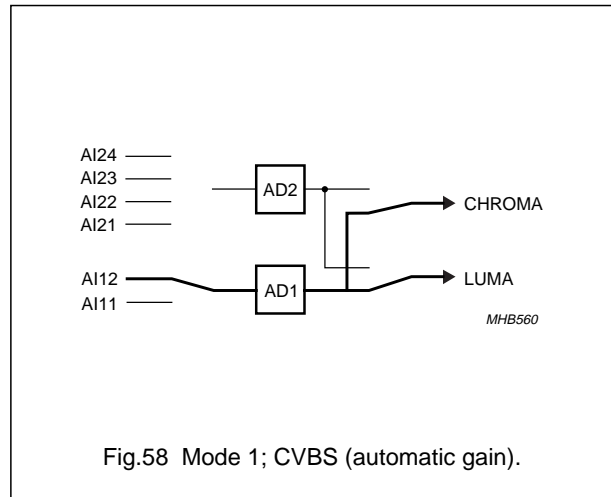 AI24
AI23
AI22
AI21
AD2
CHROMA
AI12
AI11
AD1
LUMA
MHB560
Fig.58 Mode 1; CVBS (automatic gain).